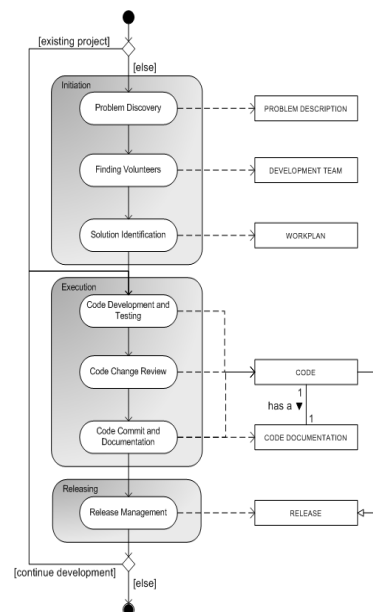 [existing project]
[else]
Initiation
Problem Discovery
PROBLEM DESCRIPTION
Finding Volunteers
DEVELOPMENT TEAM
Solution Identification
WORKPLAN
Execution
Code Development and
Testing
Code Change Review
CODE
1
has a ▼
1
Code Commit and
Documentation
CODE DOCUMENTATION
Releasing
Release Management
RELEASE
[continue development]
[else]